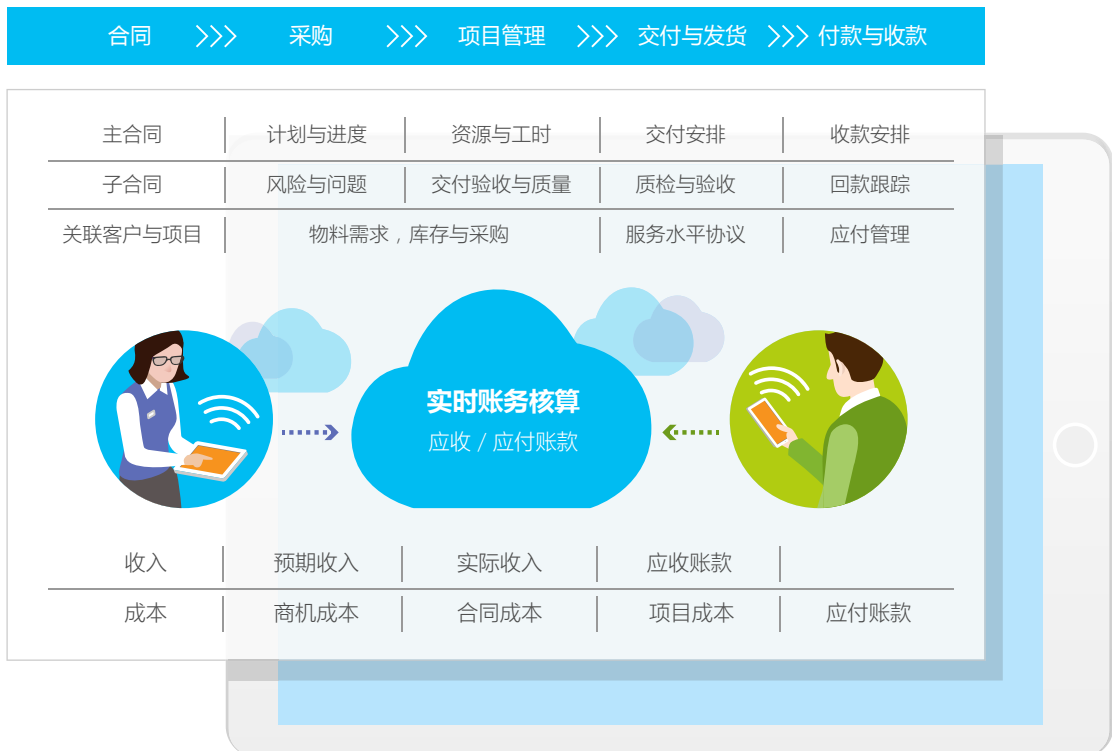 合同 >>> 采购 >>> 项目管理 >>> 交付与发货 >>> 付款与收款
主合同 计划与进度 资源与工时 交付安排 收款安排
子合同 风险与问题 交付验收与质量 质检与验收 回款跟踪
关联客户与项目 物料需求，库存与采购 服务水平协议 应付管理
实时账务核算
应收 / 应付账款
收入 预期收入 实际收入 应收账款
成本 商机成本 合同成本 项目成本 应付账款